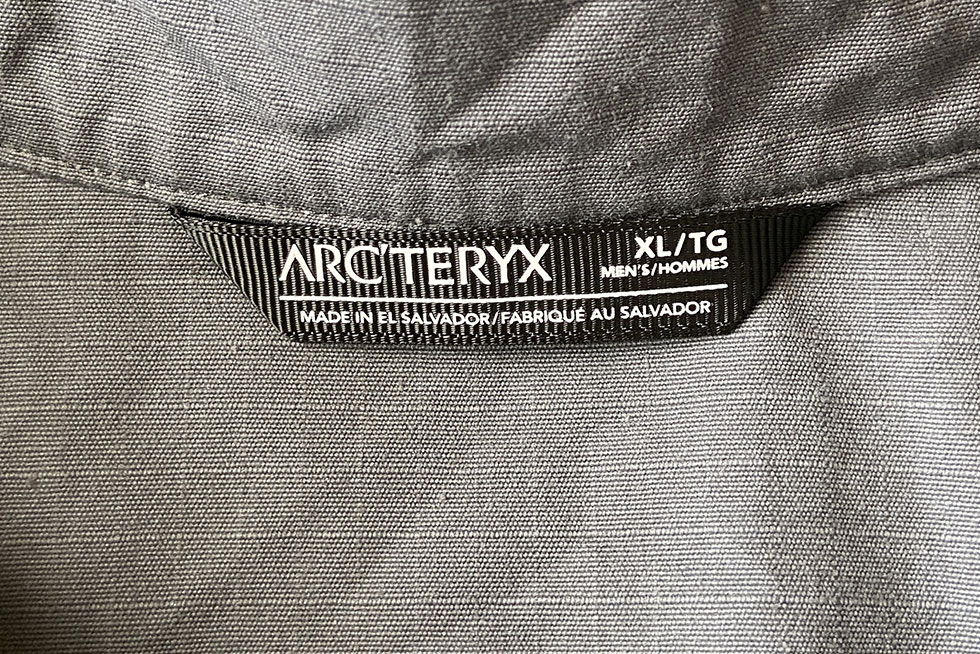 ARC'TERYX XL/TG
MEN'S/HOMMES
MADE IN EL SALVADOR/FABRIQUÉ AU SALVADOR